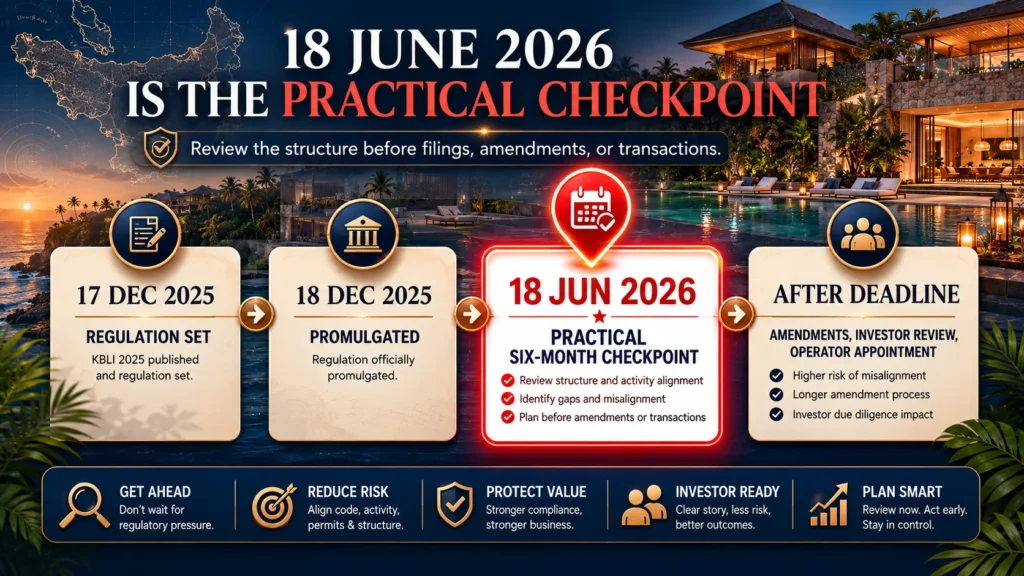 18 JUNE 2026
IS THE PRACTICAL CHECKPOINT
Review the structure before filings, amendments, or transactions.
17 DEC 2025
REGULATION SET
KBLI 2025 published
and regulation set.
18 DEC 2025
PROMULGATED
Regulation officially
promulgated.
18 JUN 2026
PRACTICAL
SIX-MONTH CHECKPOINT
Review structure and activity alignment
Identify gaps and misalignment
Plan before amendments or transactions
AFTER DEADLINE
AMENDMENTS, INVESTOR REVIEW,
OPERATOR APPOINTMENT
Higher risk of misalignment
Longer amendment process
Investor due diligence impact
GET AHEAD
Don't wait for
regulatory pressure.
REDUCE RISK
Align code, activity,
permits & structure.
PROTECT VALUE
Stronger compliance,
stronger business.
INVESTOR READY
Clear story, less risk,
better outcomes.
PLAN SMART
Review now. Act early.
Stay in control.